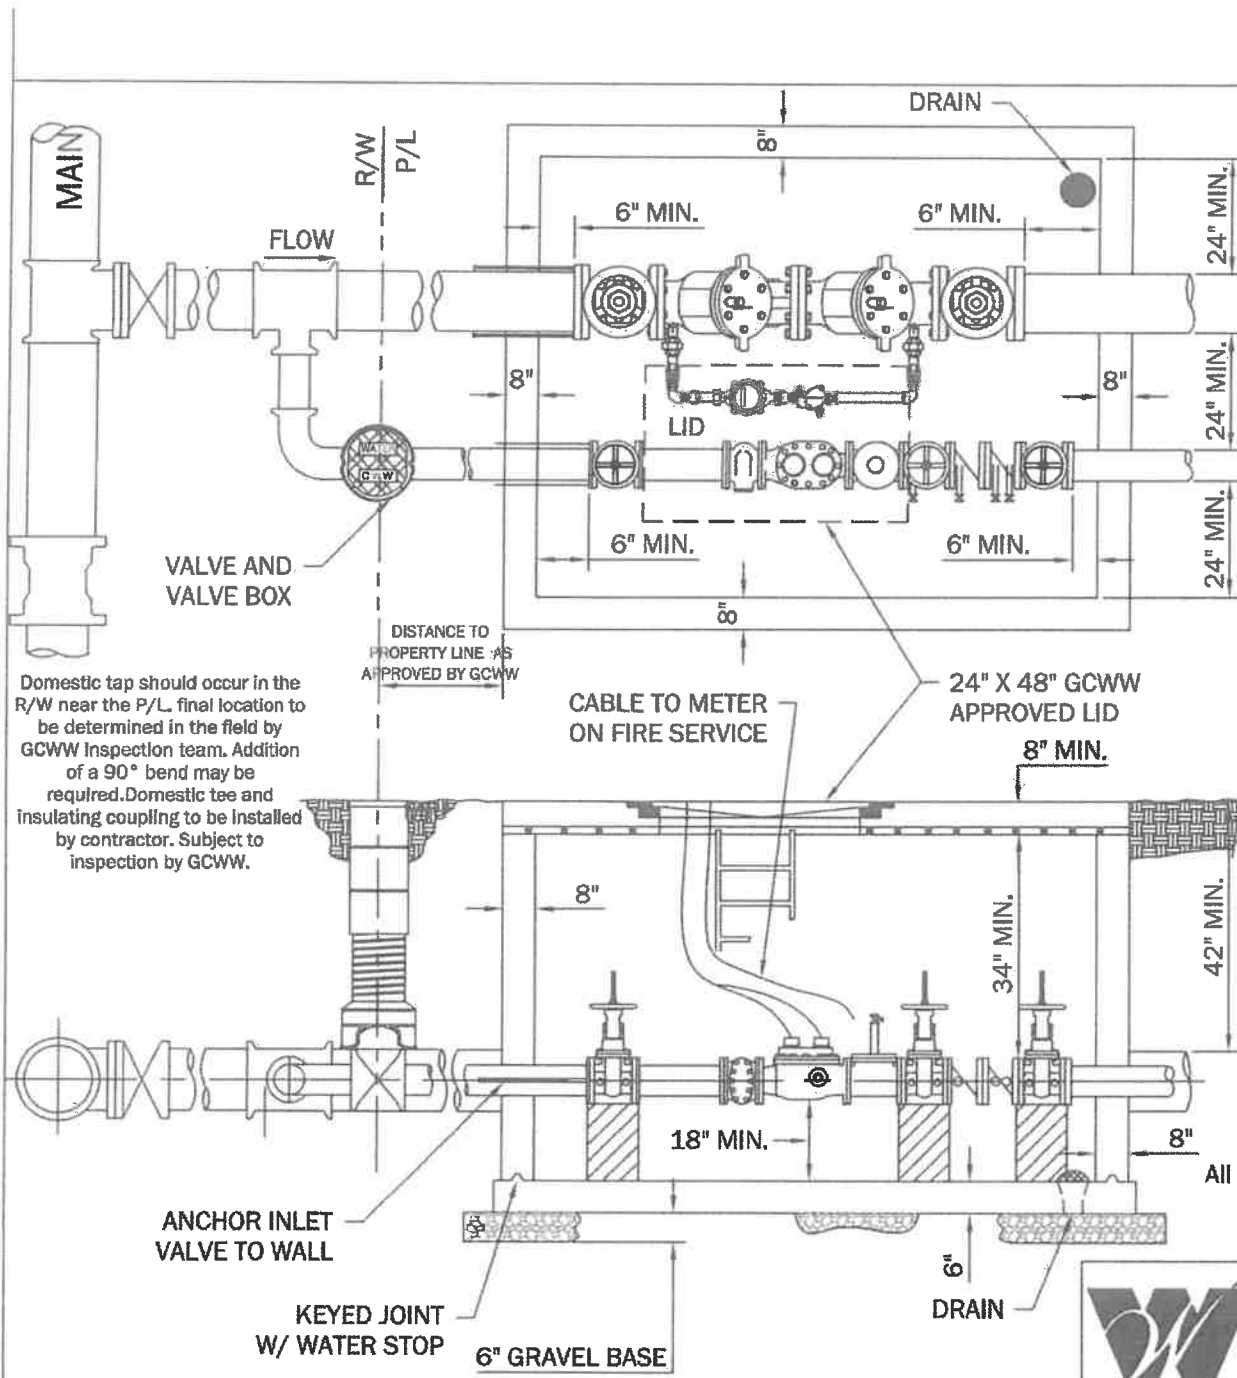 DRAIN
MAIN
R/W
P/L
8"
24" MIN.
6" MIN.
6" MIN.
FLOW
8"
8"
24" MIN.
LID
WATER
VALVE AND
VALVE BOX
6" MIN.
6" MIN.
24" MIN.
8"
DISTANCE TO
PROPERTY LINE AS
APPROVED BY GCWW
Domestic tap should occur in the
R/W near the P/L. final location to
be determined in the field by
GCWW Inspection team. Addition
of a 90° bend may be
required.Domestic tee and
insulating coupling to be installed
by contractor. Subject to
inspection by GCWW.
CABLE TO METER
ON FIRE SERVICE
24" X 48" GCWW
APPROVED LID
8" MIN.
8"
34" MIN.
42" MIN.
18" MIN.
8"
All
ANCHOR INLET
VALVE TO WALL
6"
DRAIN
KEYED JOINT
W/ WATER STOP
6" GRAVEL BASE
W